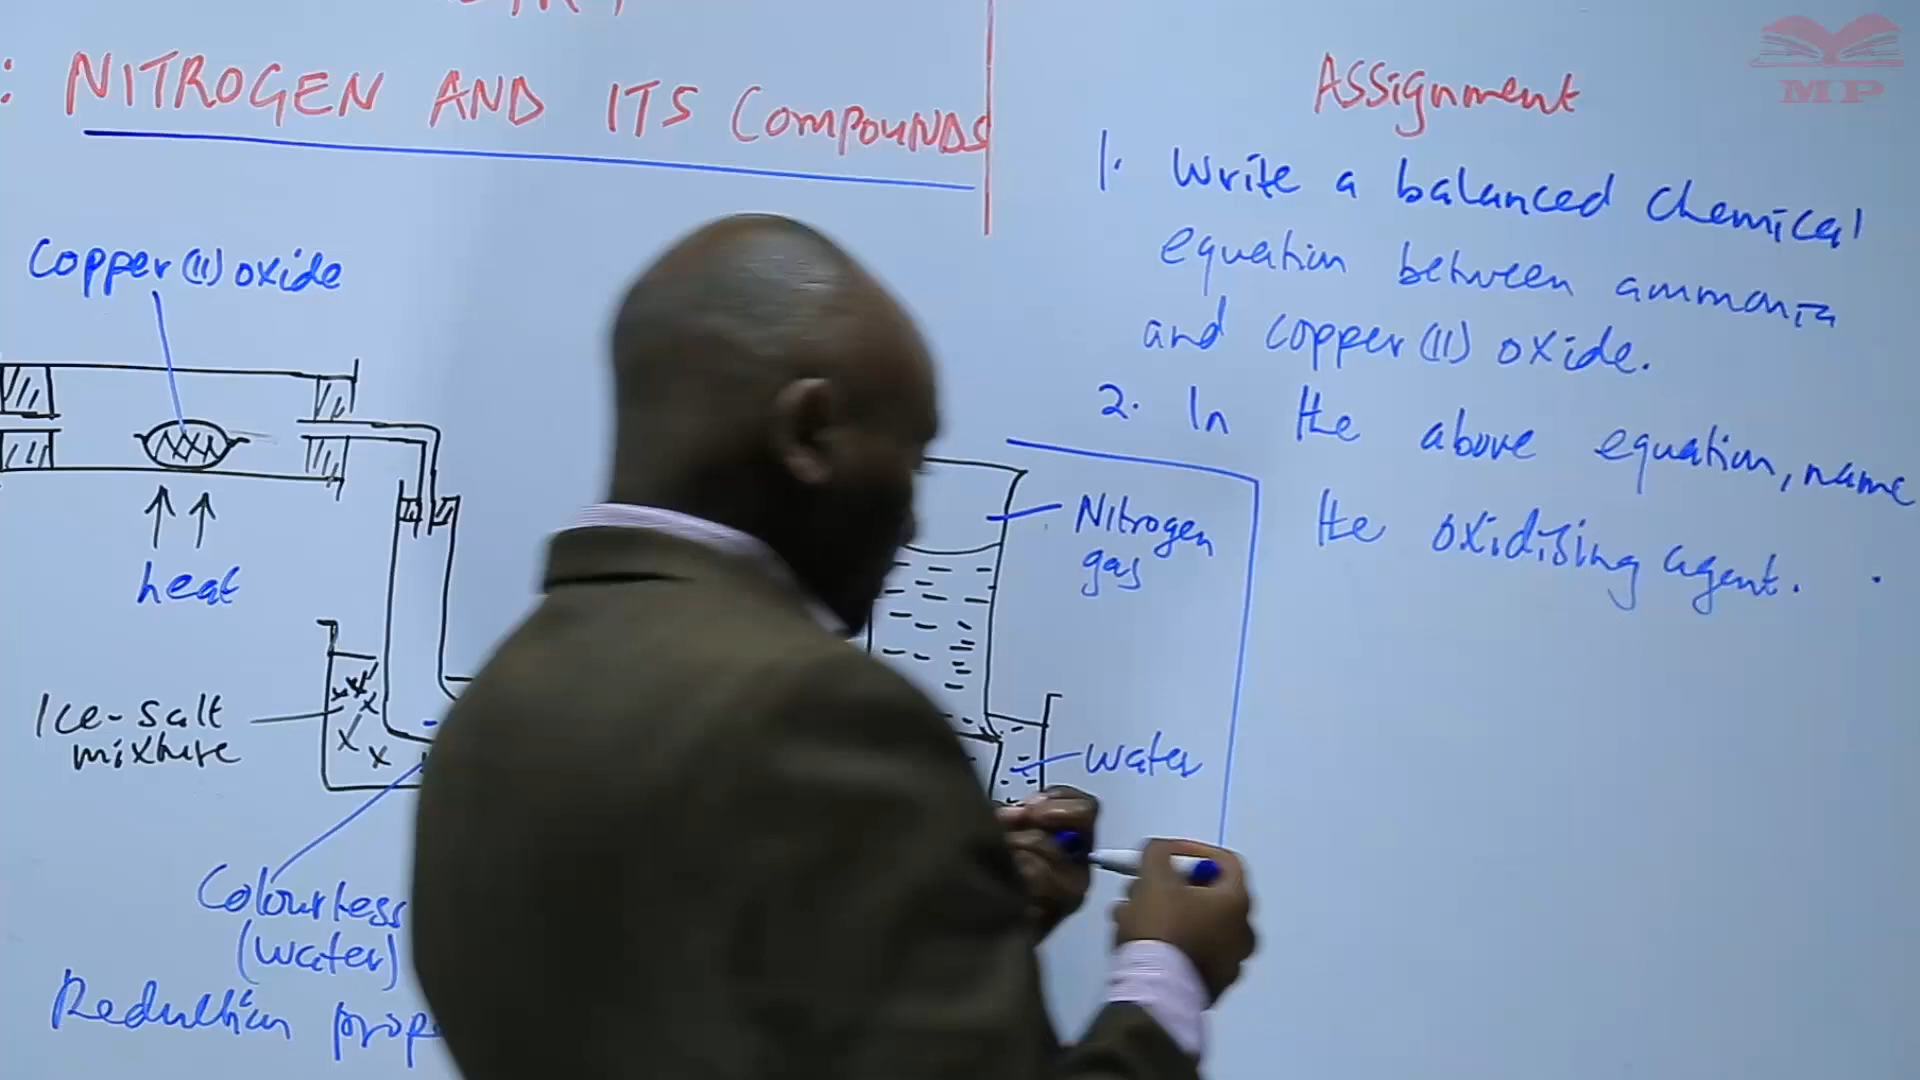 : NITROGEN AND ITS COMPOUNDS
Copper (II) oxide
heat
Ice-salt
mixture
Colourless
(water)
Reduction prop
Nitrogen
gas
water
Assignment
1. Write a balanced chemical
equation between ammonia
and copper (II) oxide.
2. In the above equation, name
the oxidising agent.
MP